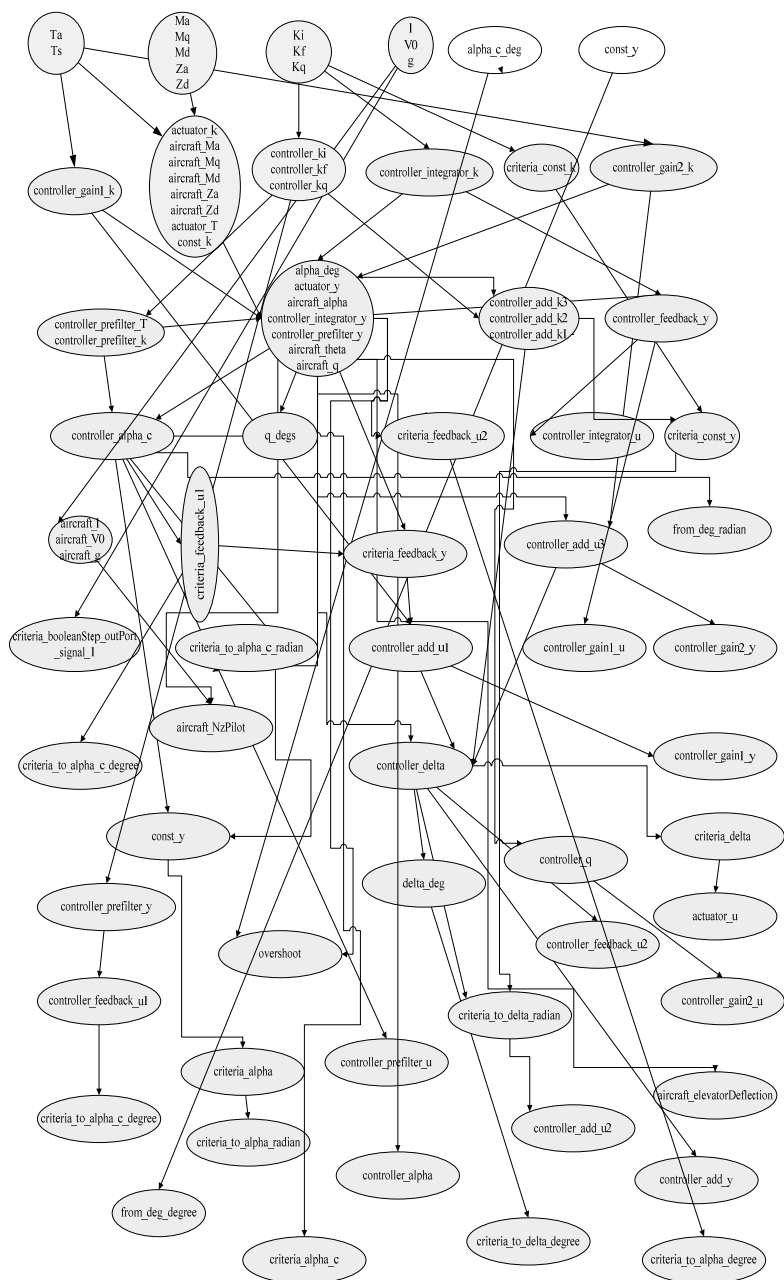 Ta
Ts
Ma
Mq
Md
Za
Zd
Ki
Kf
Kq
l
V0
g
alpha_c_deg
const_y
controller_gain1_k
actuator_k
aircraft_Ma
aircraft_Mq
aircraft_Md
aircraft_Za
aircraft_Zd
actuator_T
const_k
controller_ki
controller_kf
controller_kq
controller_integrator_k
criteria_const_k
controller_gain2_k
controller_prefilter_T
controller_prefilter_k
alpha_deg
actuator_y
aircraft_alpha
controller_integrator_y
controller_prefilter_y
aircraft_theta
aircraft_q
controller_add_k3
controller_add_k2
controller_add_k1
controller_feedback_y
controller_alpha_c
q_degs
criteria_feedback_u2
controller_integrator_u
criteria_const_y
aircraft_l
aircraft_V0
aircraft_g
criteria_feedback_u1
criteria_feedback_y
controller_add_u3
from_deg_radian
criteria_booleanStep_outPort
_signal_1
criteria_to_alpha_c_radian
controller_add_u1
controller_gain1_u
controller_gain2_y
aircraft_NzPilot
criteria_to_alpha_c_degree
controller_delta
controller_gain1_y
const_y
controller_q
criteria_delta
controller_prefilter_y
delta_deg
actuator_u
overshoot
controller_feedback_u2
controller_feedback_u1
criteria_to_delta_radian
controller_gain2_u
criteria_alpha
controller_prefilter_u
aircraft_elevatorDeflection
criteria_to_alpha_c_degree
criteria_to_alpha_radian
controller_add_u2
controller_alpha
controller_add_y
from_deg_degree
criteria_to_delta_degree
criteria_alpha_c
criteria_to_alpha_degree